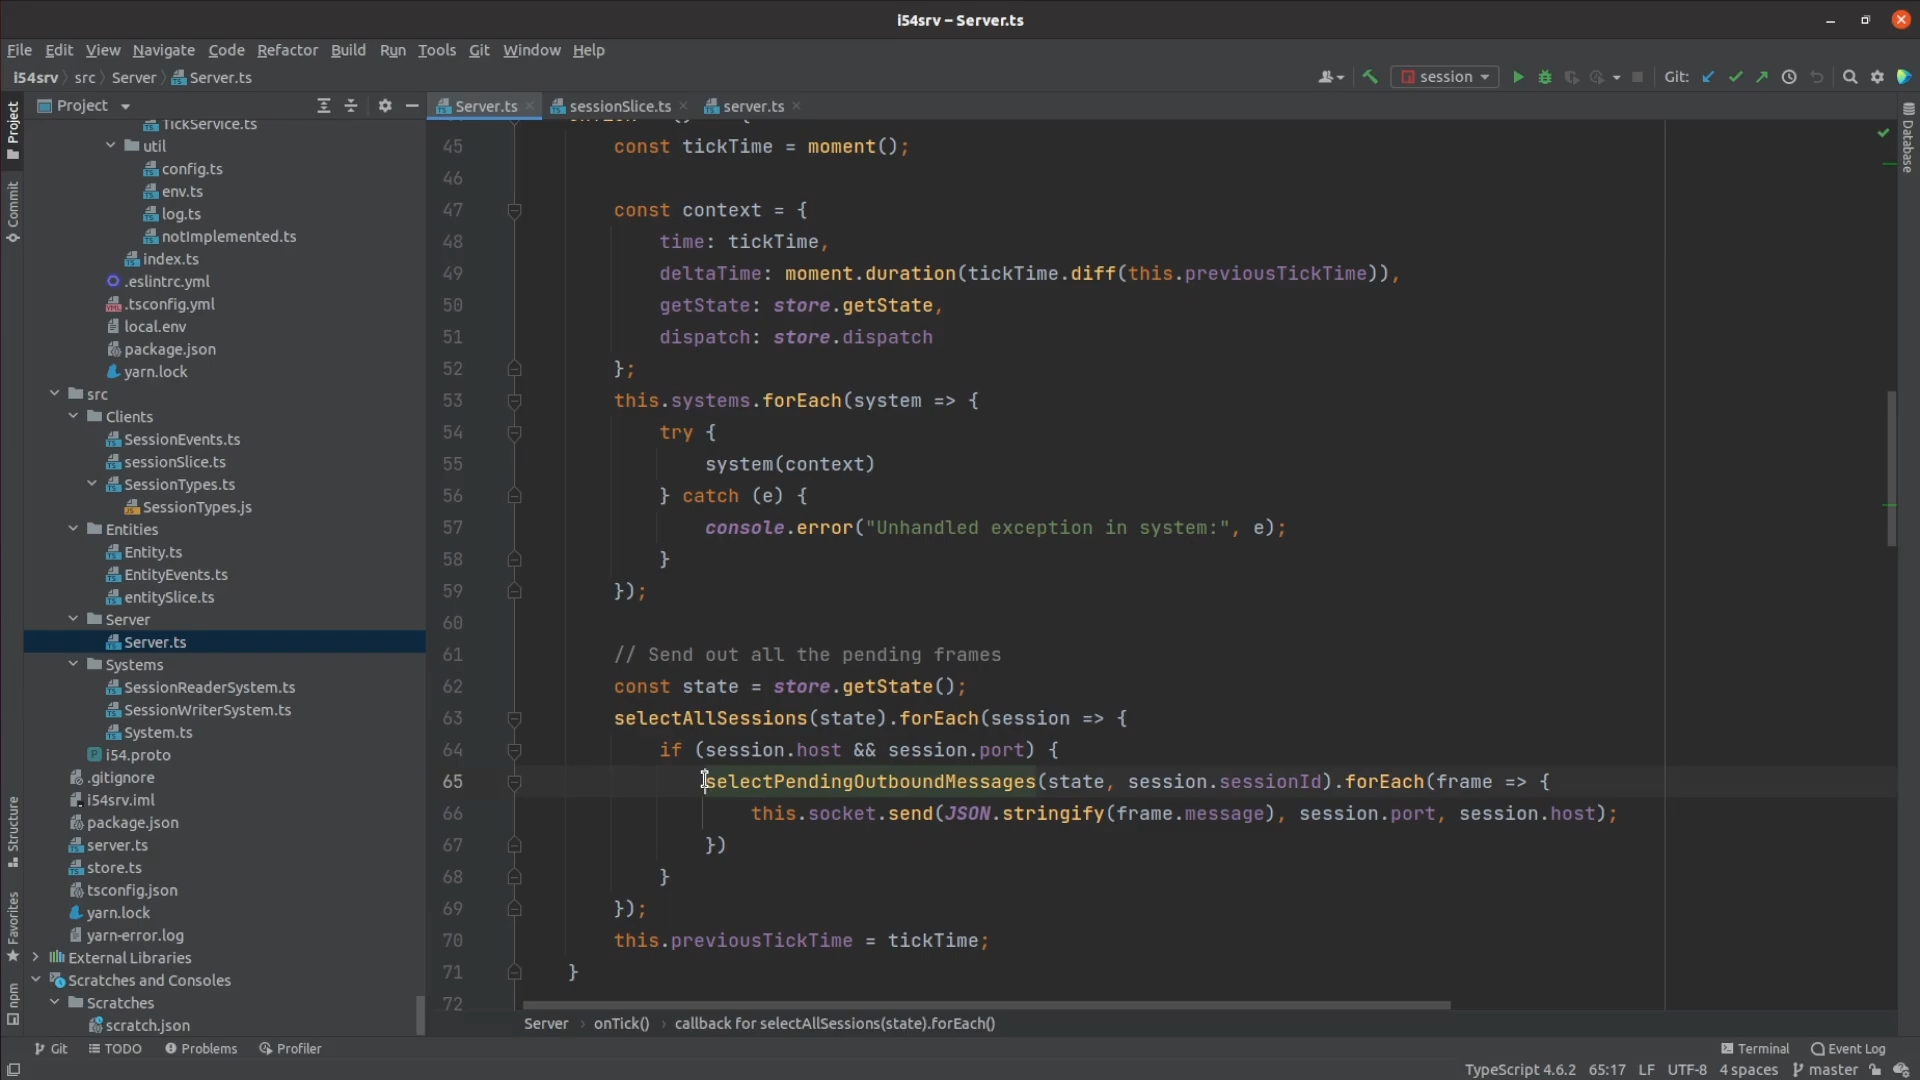 i54srv – Server.ts
File Edit View Navigate Code Refactor Build Run Tools Git Window Help
i54srv src Server Server.ts
session
Git:
Project
Server.ts
sessionSlice.ts
server.ts
Project
Commit
Structure
Favorites
npm
Database
TickService.ts
util
config.ts
env.ts
log.ts
notImplemented.ts
index.ts
.eslintrc.yml
.tsconfig.yml
local.env
package.json
yarn.lock
src
Clients
SessionEvents.ts
sessionSlice.ts
SessionTypes.ts
SessionTypes.js
Entities
Entity.ts
EntityEvents.ts
entitySlice.ts
Server
Server.ts
Systems
SessionReaderSystem.ts
SessionWriterSystem.ts
System.ts
i54.proto
.gitignore
i54srv.iml
package.json
server.ts
store.ts
tsconfig.json
yarn.lock
yarn-error.log
External Libraries
Scratches and Consoles
Scratches
scratch.json
45 const tickTime = moment();
46
47 const context = {
48 time: tickTime,
49 deltaTime: moment.duration(tickTime.diff(this.previousTickTime)),
50 getState: store.getState,
51 dispatch: store.dispatch
52 };
53 this.systems.forEach(system => {
54 try {
55 system(context)
56 } catch (e) {
57 console.error("Unhandled exception in system:", e);
58 }
59 });
60
61 // Send out all the pending frames
62 const state = store.getState();
63 selectAllSessions(state).forEach(session => {
64 if (session.host && session.port) {
65 selectPendingOutboundMessages(state, session.sessionId).forEach(frame => {
66 this.socket.send(JSON.stringify(frame.message), session.port, session.host);
67 })
68 }
69 });
70 this.previousTickTime = tickTime;
71 }
72
Server onTick() callback for selectAllSessions(state).forEach()
Git TODO Problems Profiler Terminal Event Log
TypeScript 4.6.2 65:17 LF UTF-8 4 spaces master